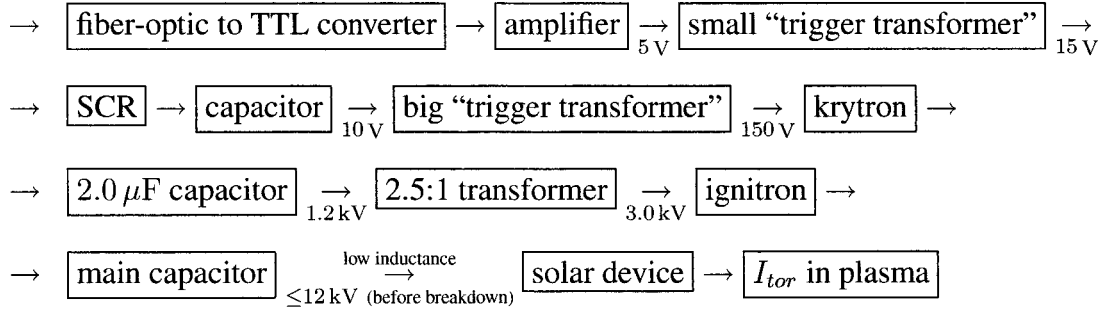 → fiber-optic to TTL converter → amplifier → 5 V small “trigger transformer” → 15 V
→ SCR → capacitor → 10 V big “trigger transformer” → 150 V krytron →
→ 2.0 μF capacitor → 1.2 kV 2.5:1 transformer → 3.0 kV ignitron →
→ main capacitor low inductance → ≤12 kV (before breakdown) solar device → I_tor in plasma